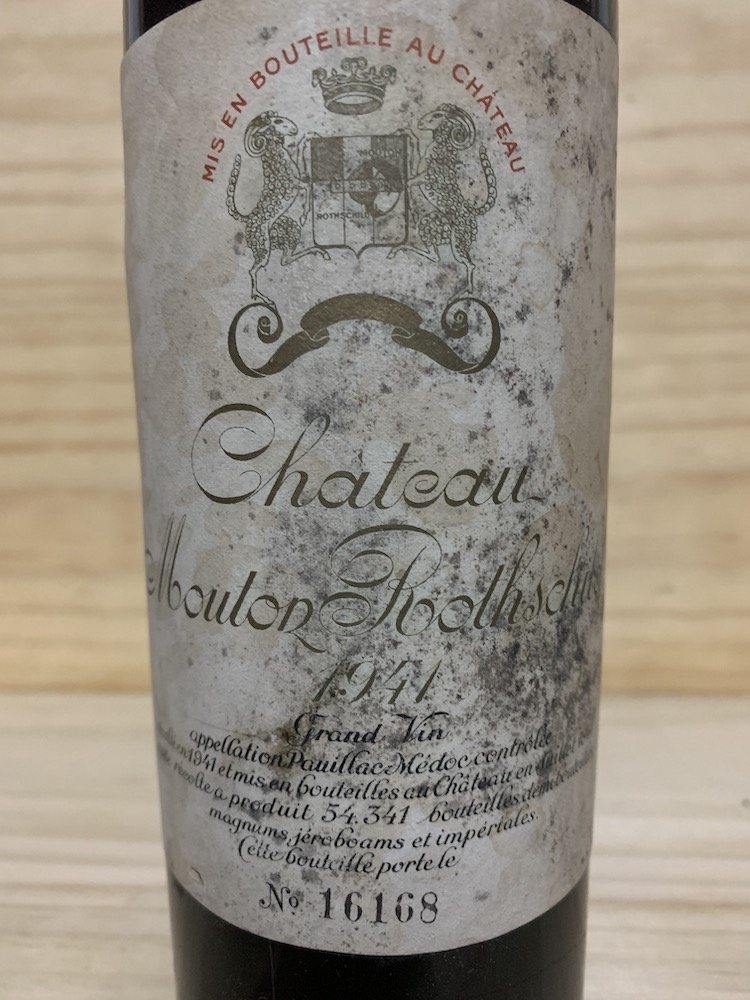 MIS EN BOUTEILLE AU CHÂTEAU
ROTHSCHILD
Chateau
Mouton Rothschi
1941
Grand Vin
appellation Pauillac-Médoc contrôlée
en 1941 et mis en bouteilles au Château en
récolte a produit 54.341 bouteilles
magnums, jéroboams et impériales.
Cette bouteille porte le
No 16168